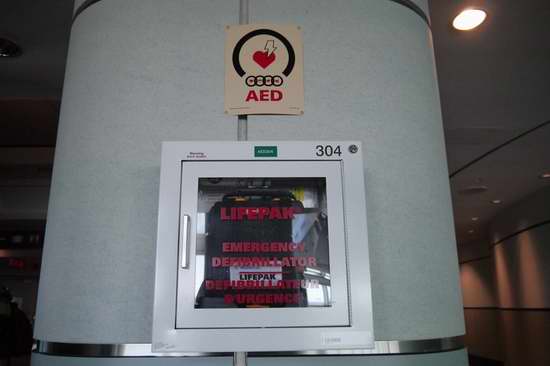 AED
304
LIFEPAK
EMERGENCY
DEFIBRILLATOR
LIFEPAK
DÉFIBRILLATEUR
D'URGENCE